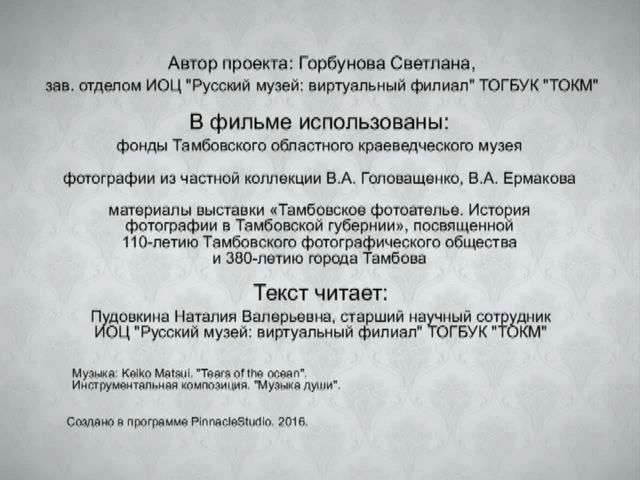 Автор проекта: Горбунова Светлана,
зав. отделом ИОЦ "Русский музей: виртуальный филиал" ТОГБУК "ТОКМ"
В фильме использованы:
фонды Тамбовского областного краеведческого музея
фотографии из частной коллекции В.А. Головащенко, В.А. Ермакова
материалы выставки «Тамбовское фотоателье. История
фотографии в Тамбовской губернии», посвященной
110-летию Тамбовского фотографического общества
и 380-летию города Тамбова
Текст читает:
Пудовкина Наталия Валерьевна, старший научный сотрудник
ИОЦ "Русский музей: виртуальный филиал" ТОГБУК "ТОКМ"
Музыка: Keiko Matsui. "Tears of the ocean".
Инструментальная композиция. "Музыка души".
Создано в программе PinnacleStudio. 2016.